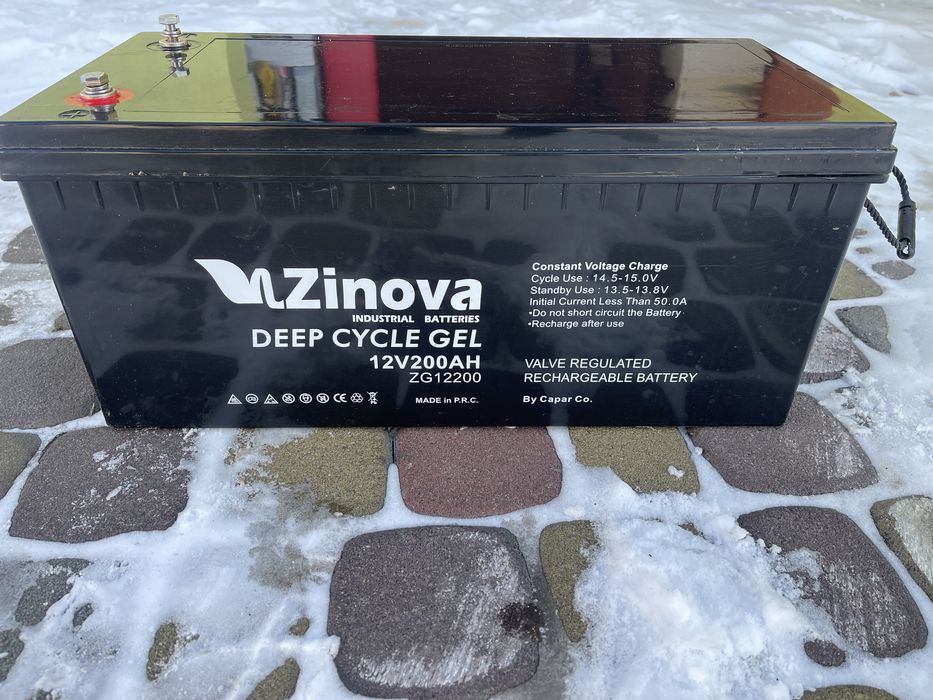 Zinova
INDUSTRIAL BATTERIES
DEEP CYCLE GEL
12V200AH
ZG12200
CE
MADE in P.R.C.
Constant Voltage Charge
Cycle Use : 14.5-15.0V
Standby Use : 13.5-13.8V
Initial Current Less Than 50.0A
•Do not short circuit the Battery
•Recharge after use
VALVE REGULATED
RECHARGEABLE BATTERY
By Capar Co.